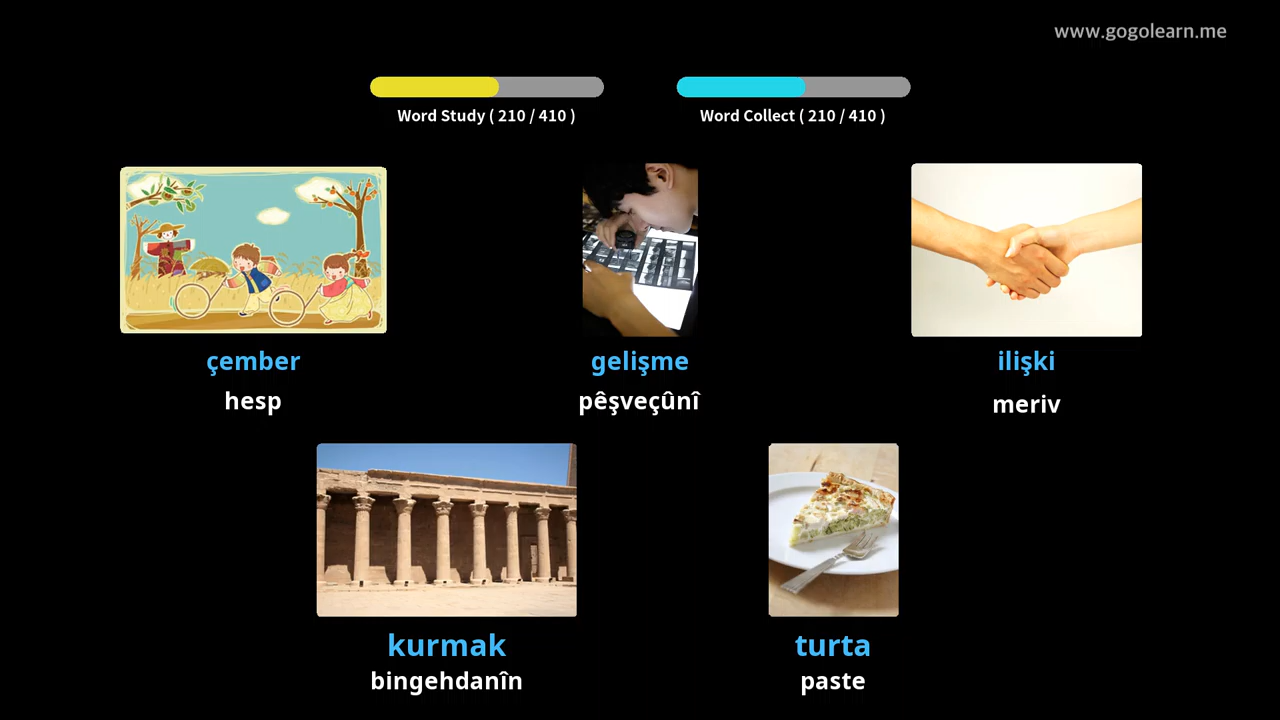 www.gogolearn.me
Word Study ( 210 / 410 )
Word Collect ( 210 / 410 )
çember
hesp
gelişme
pêşveçûnî
ilişki
meriv
kurmak
bingehdanîn
turta
paste